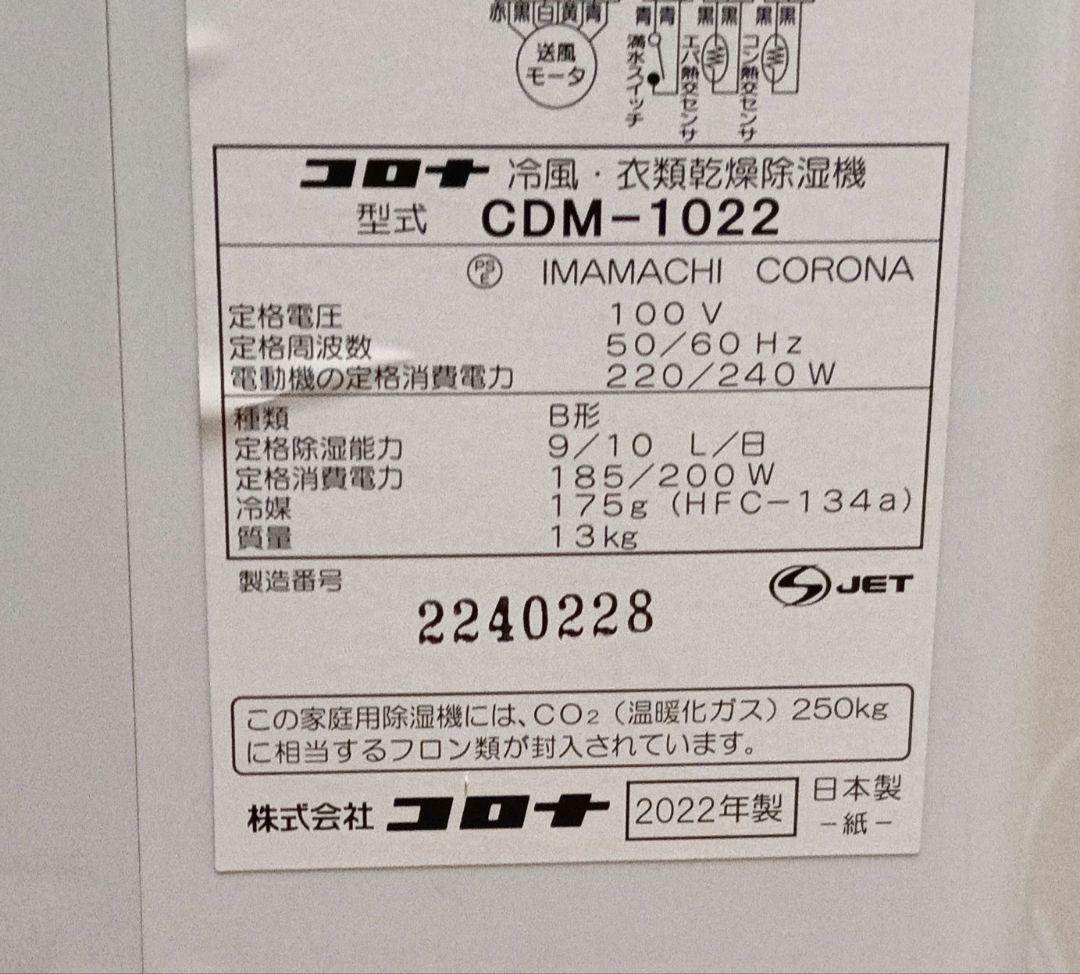 赤黒白黄青 青青 黒黒 黒黒
送風
モータ
満水スイッチ
エバ熱交センサ
コン熱交センサ
コロナ 冷風・衣類乾燥除湿機
型式 CDM-1022
PSE IMAMACHI CORONA
定格電圧 100 V
定格周波数 50/60 Hz
電動機の定格消費電力 220/240 W
種類 B形
定格除湿能力 9/10 L/日
定格消費電力 185/200 W
冷媒 175g (HFC-134a)
質量 13kg
製造番号
2240228
JET
この家庭用除湿機には、CO2(温暖化ガス)250kg
に相当するフロン類が封入されています。
株式会社 コロナ 2022年製 日本製
-紙-